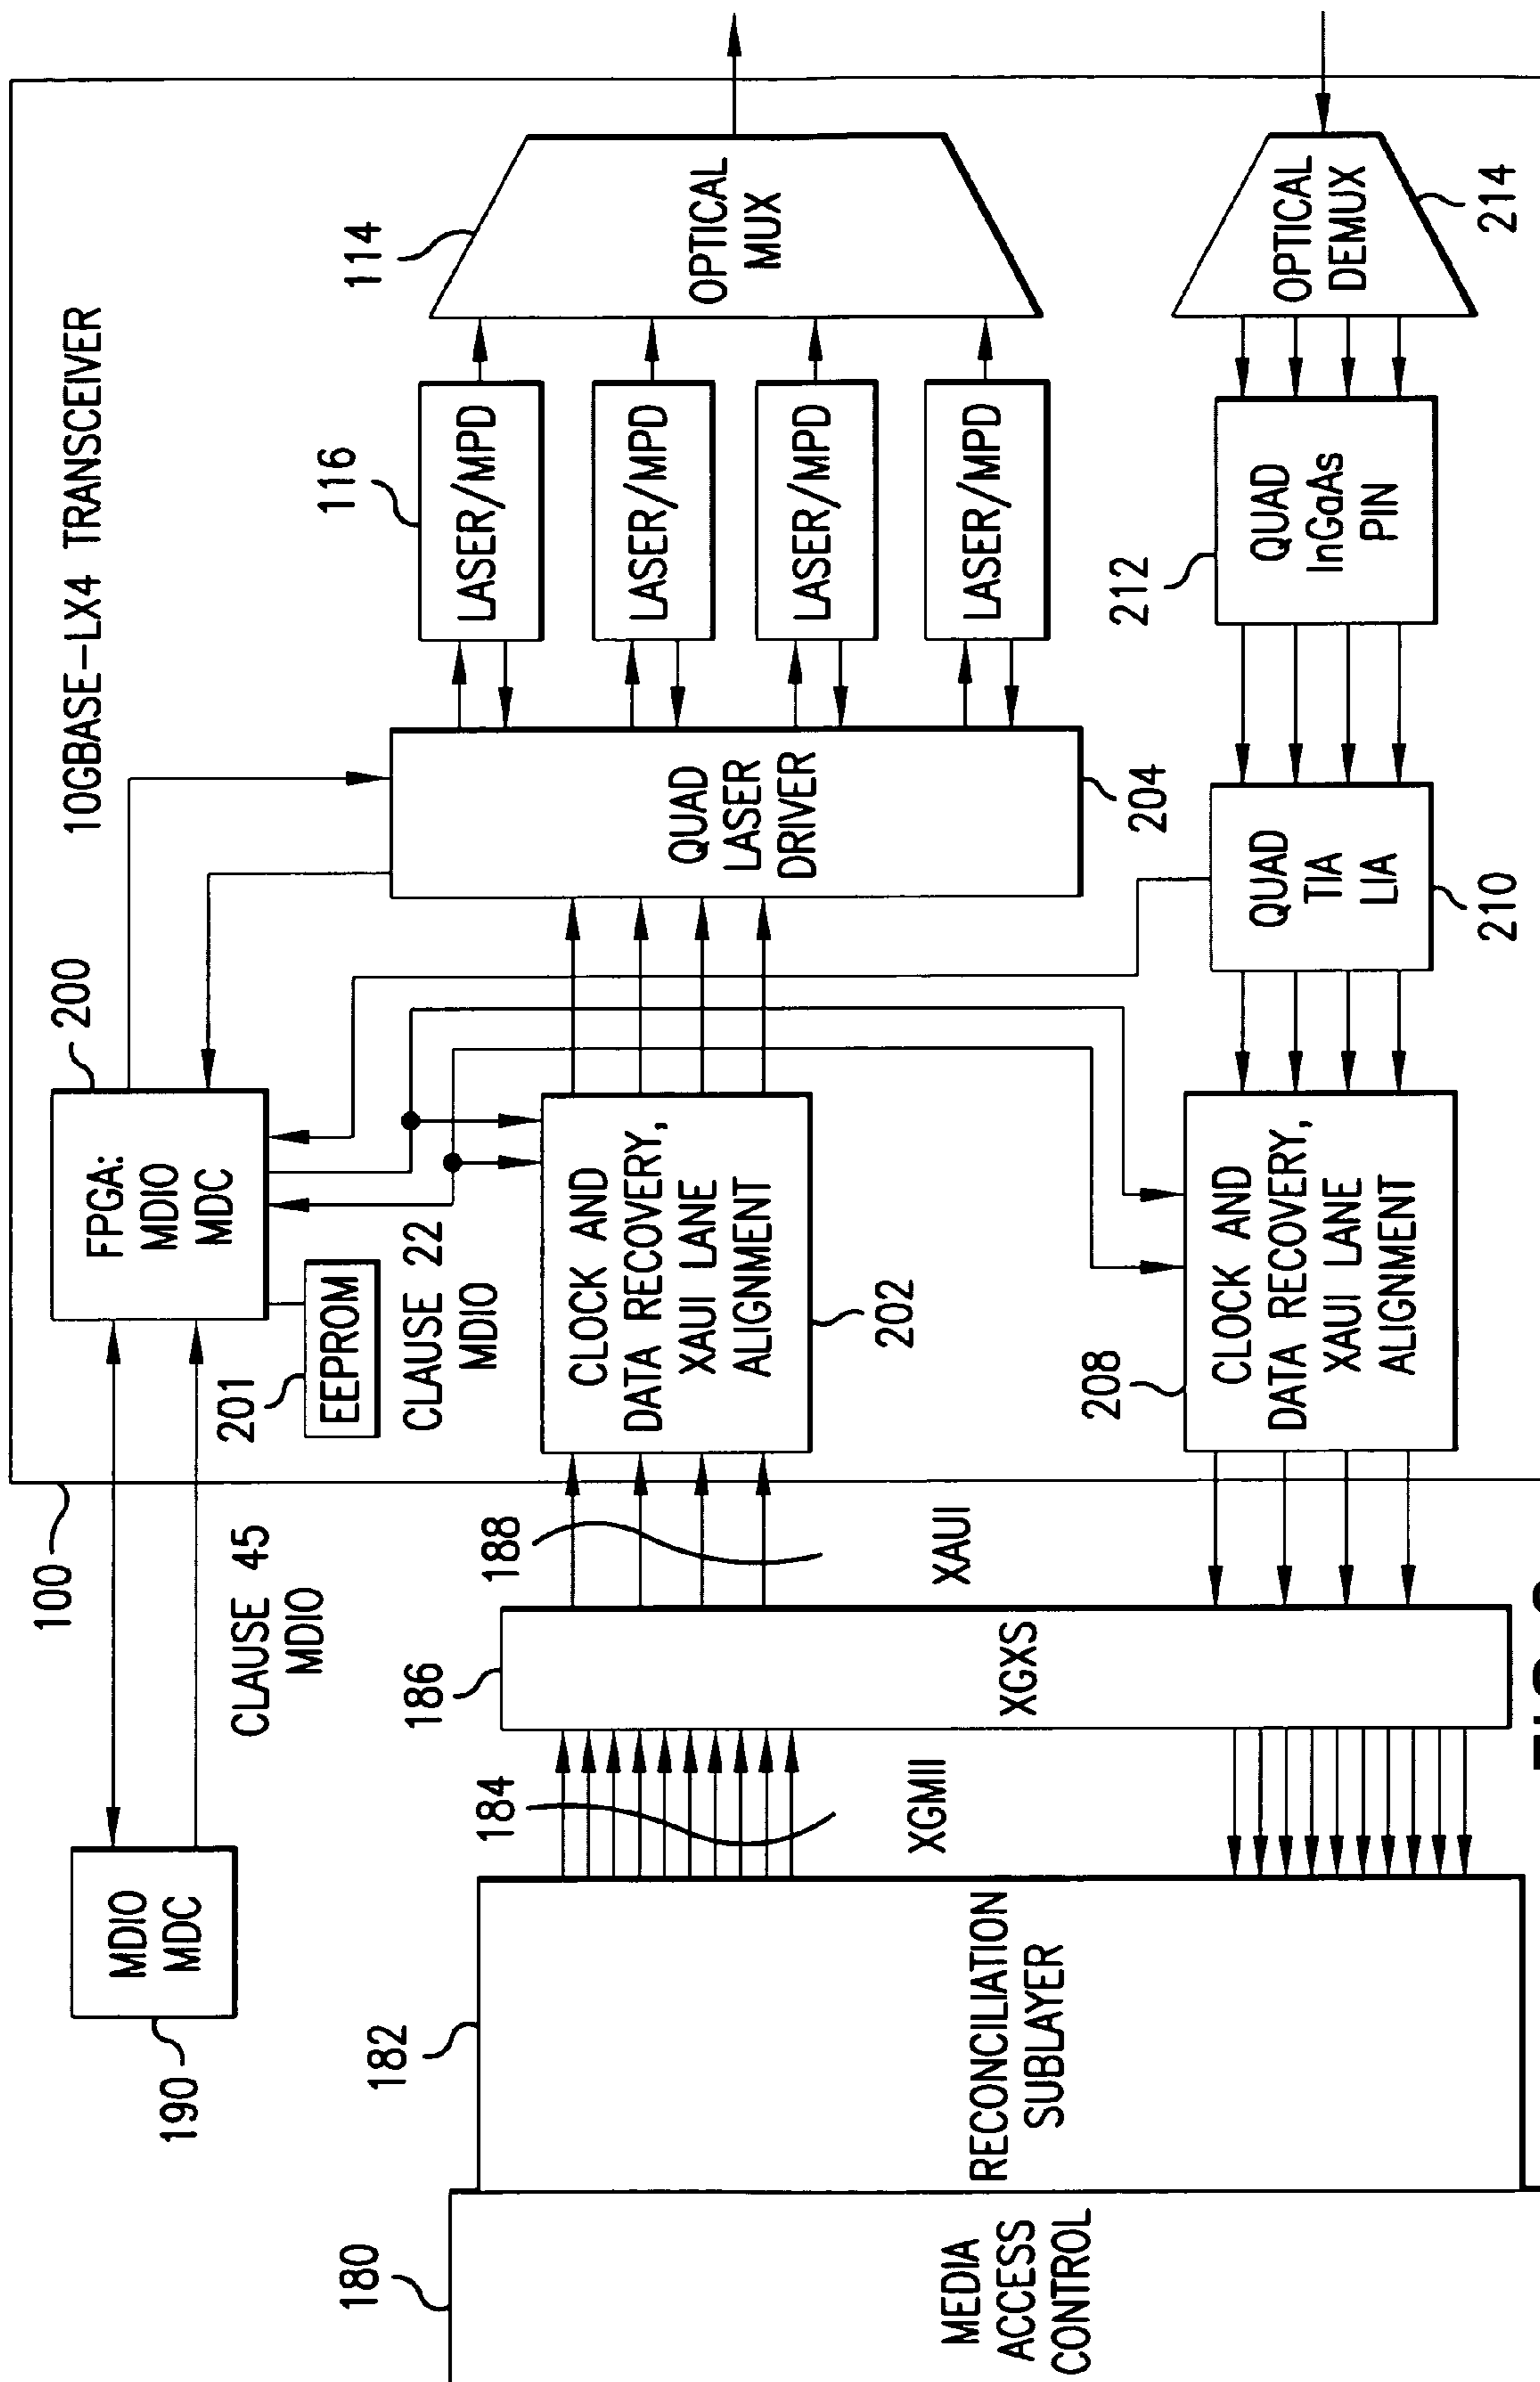 10GBASE-LX4 TRANSCEIVER
100
190
MDIO
MDC
CLAUSE 45
MDIO
200
FPGA:
MDIO
MDC
201
EEPROM
CLAUSE 22
MDIO
180
MEDIA
ACCESS
CONTROL
182
RECONCILIATION
SUBLAYER
184
XGMII
186
XGXS
188
XAUI
CLOCK AND
DATA RECOVERY,
XAUI LANE
ALIGNMENT
202
QUAD
LASER
DRIVER
204
116
LASER/MPD
LASER/MPD
LASER/MPD
LASER/MPD
114
OPTICAL
MUX
208
CLOCK AND
DATA RECOVERY,
XAUI LANE
ALIGNMENT
QUAD
TIA
LIA
210
212
QUAD
InGaAs
PIN
OPTICAL
DEMUX
214